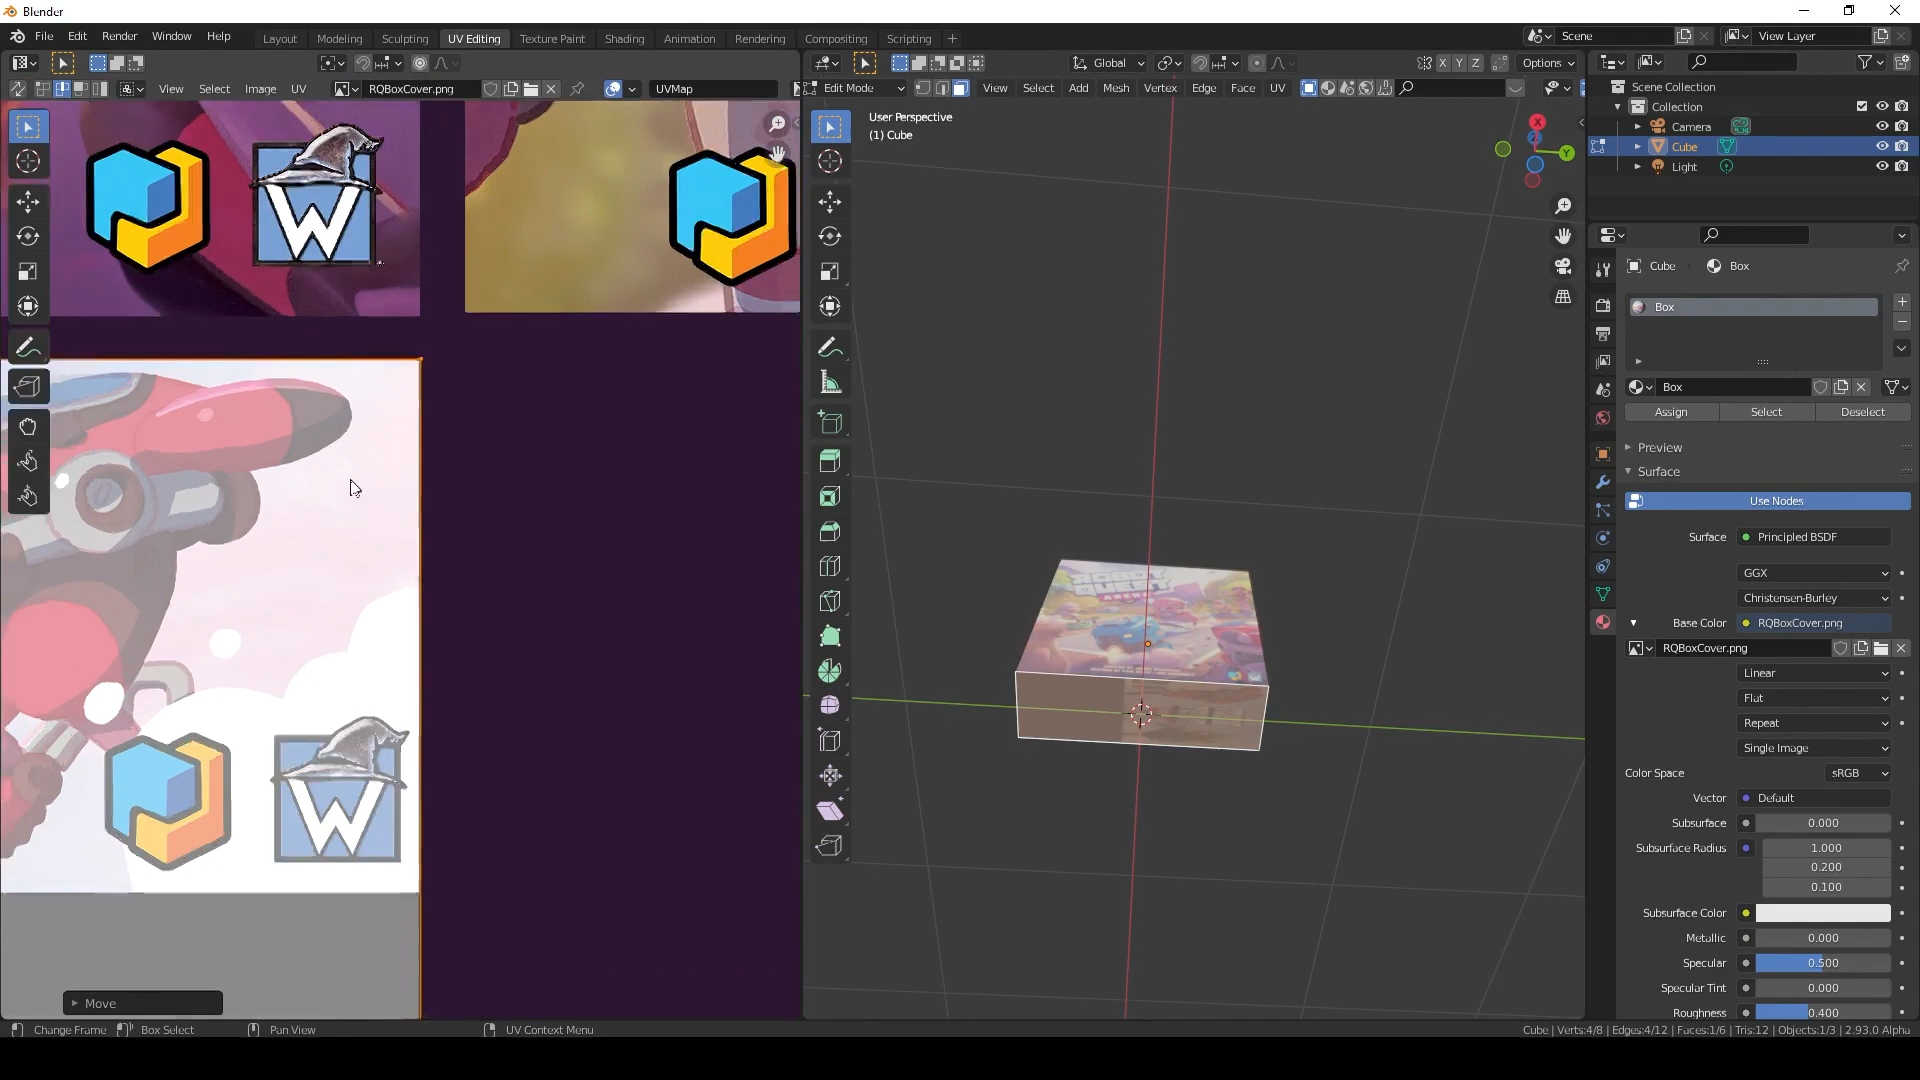 Blender
File Edit Render Window Help
Layout Modeling Sculpting UV Editing Texture Paint Shading Animation Rendering Compositing Scripting +
Scene
View Layer
Global
X Y Z
Options
View Select Image UV
RQBoxCover.png
UVMap
Edit Mode
View Select Add Mesh Vertex Edge Face UV
User Perspective
(1) Cube
X
Y
Z
W
W
Move
Scene Collection
Collection
Camera
Cube
Light
Cube
Box
Box
Box
Assign
Select
Deselect
Preview
Surface
Use Nodes
Surface
Principled BSDF
GGX
Christensen-Burley
Base Color
RQBoxCover.png
RQBoxCover.png
Linear
Flat
Repeat
Single Image
Color Space
sRGB
Vector
Default
Subsurface
0.000
Subsurface Radius
1.000
0.200
0.100
Subsurface Color
Metallic
0.000
Specular
0.500
Specular Tint
0.000
Roughness
0.400
ROBOT
QUEST
ARENA
Change Frame
Box Select
Pan View
UV Context Menu
Cube | Verts:4/8 | Edges:4/12 | Faces:1/6 | Tris:12 | Objects:1/3 | 2.93.0 Alpha